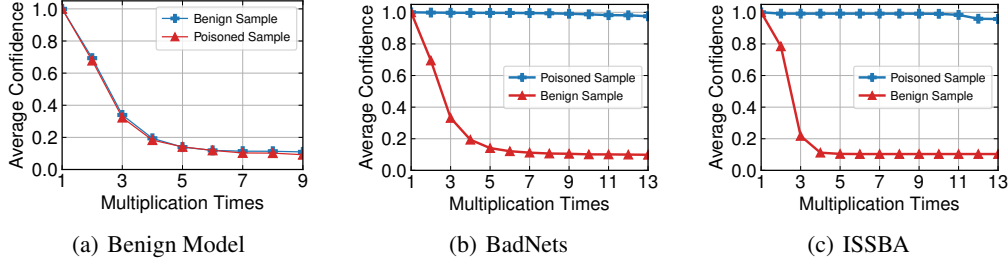 Average Confidence
1.0
0.8
0.6
0.4
0.2
0.0
Benign Sample
Poisoned Sample
1 3 5 7 9
Multiplication Times
(a) Benign Model
Average Confidence
1.0
0.8
0.6
0.4
0.2
0.0
Poisoned Sample
Benign Sample
1 3 5 7 9 11 13
Multiplication Times
(b) BadNets
Average Confidence
1.0
0.8
0.6
0.4
0.2
0.0
Poisoned Sample
Benign Sample
1 3 5 7 9 11 13
Multiplication Times
(c) ISSBA